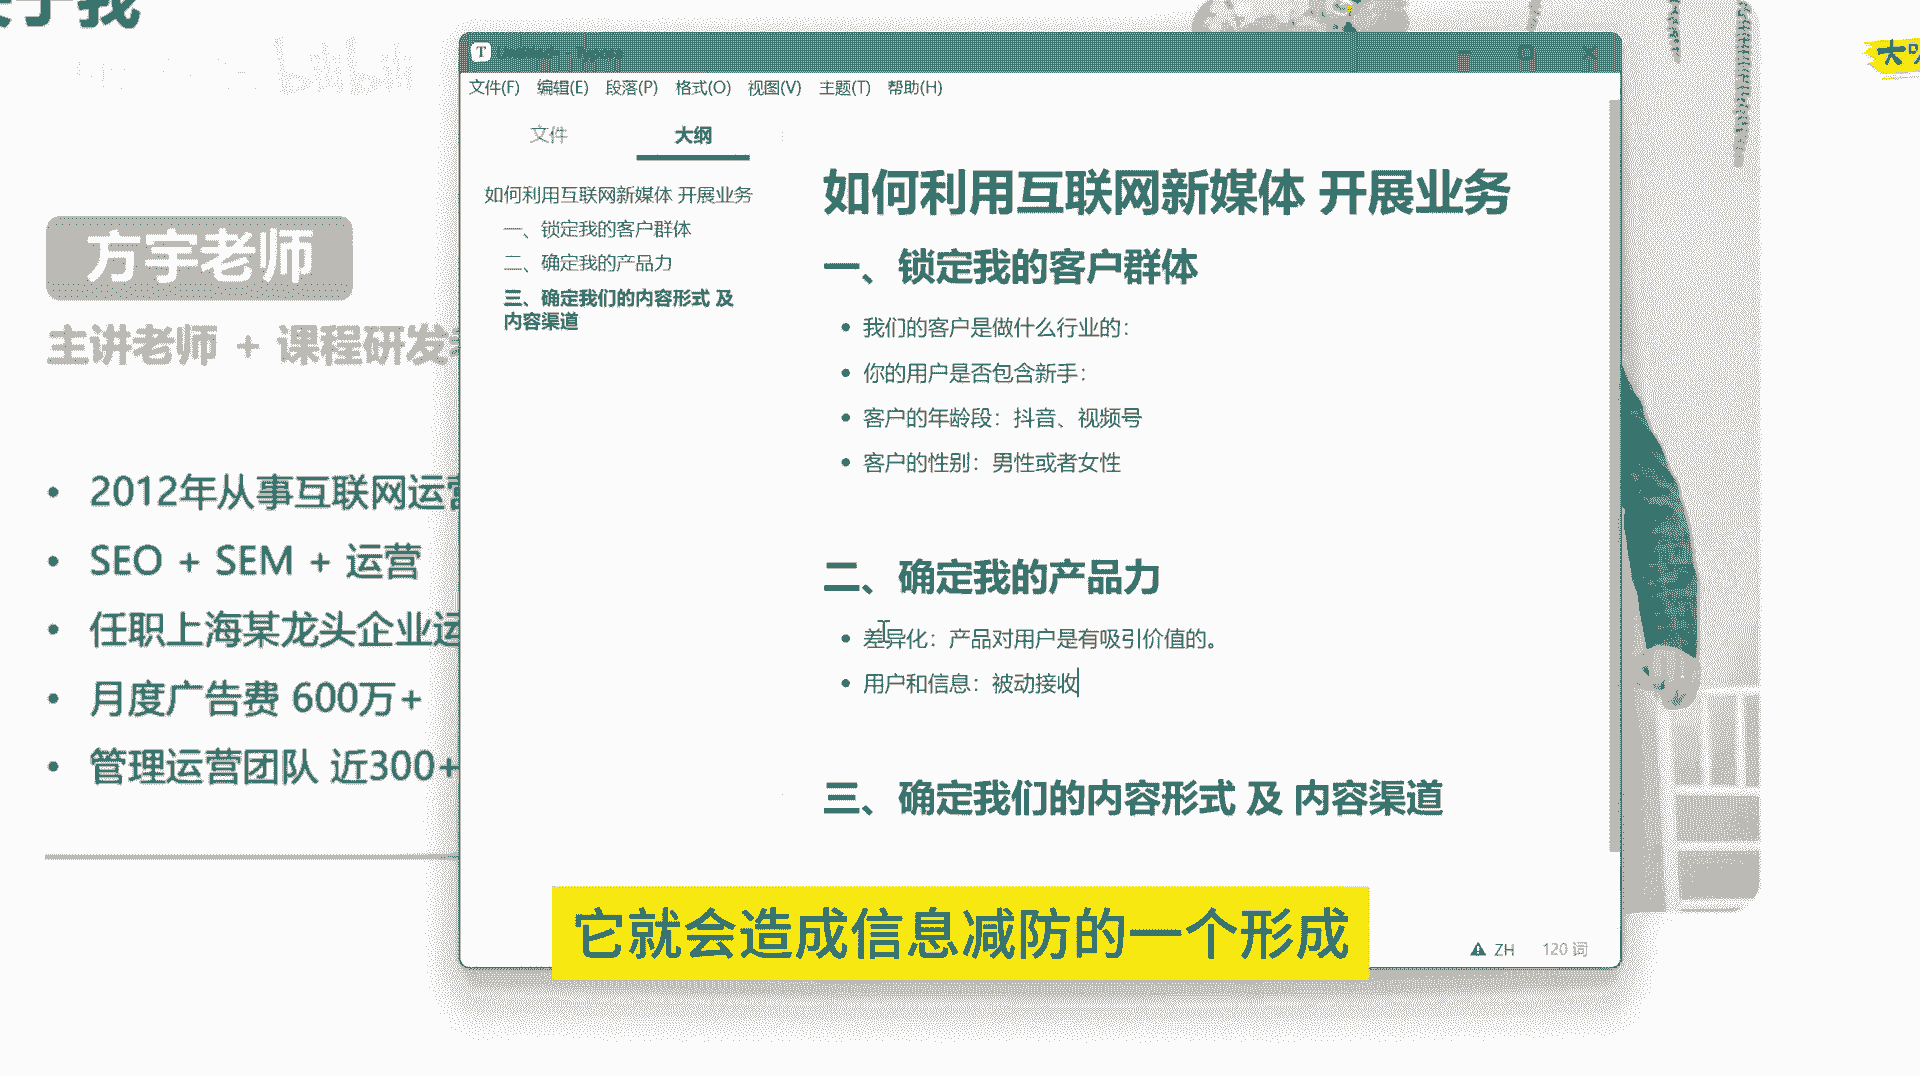 于我
bilibili
大
方宇老师
主讲老师 + 课程研发
2012年从事互联网运营
SEO + SEM + 运营
任职上海某龙头企业运
月度广告费 600万+
管理运营团队 近300+
T
文件(F) 编辑(E) 段落(P) 格式(O) 视图(V) 主题(T) 帮助(H)
文件 大纲
如何利用互联网新媒体 开展业务
一、锁定我的客户群体
二、确定我的产品力
三、确定我们的内容形式 及
内容渠道
如何利用互联网新媒体 开展业务
一、锁定我的客户群体
我们的客户是做什么行业的：
你的用户是否包含新手：
客户的年龄段：抖音、视频号
客户的性别：男性或者女性
二、确定我的产品力
差异化：产品对用户是有吸引价值的。
用户和信息：被动接收
三、确定我们的内容形式 及 内容渠道
ZH 120 词
它就会造成信息减防的一个形成